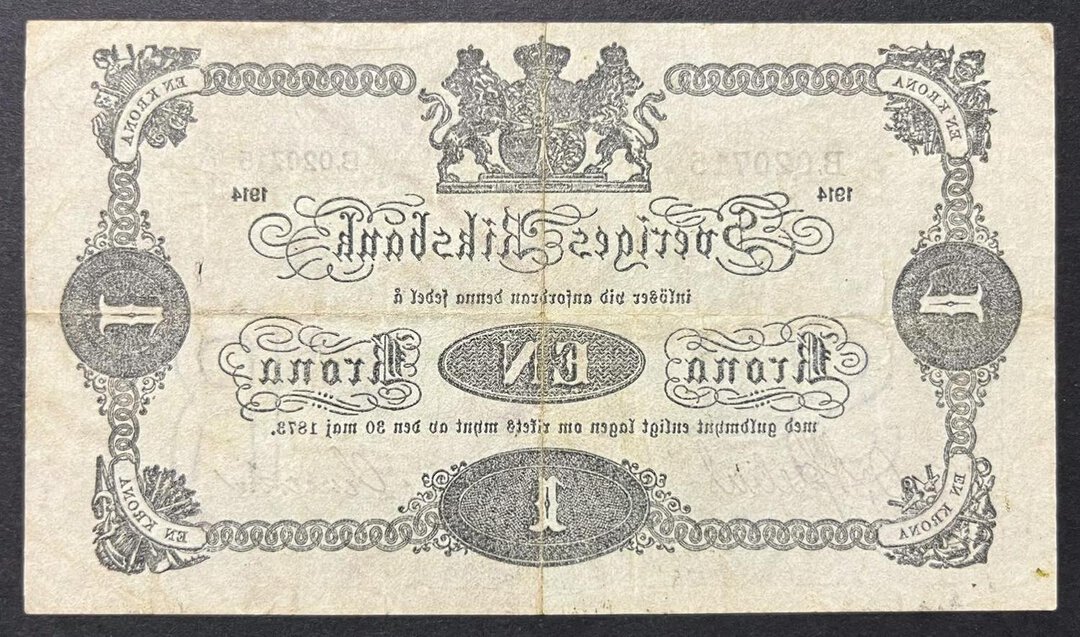 EN KRONA EN KRONA
1914 1914
Sveriges Riksbank
inlöser vid anfordran denna sedel å
1 1
Krona EN Krona
med guldmynt enligt lagen om rikets mynt av den 30 maj 1873.
1
EN KRONA EN KRONA